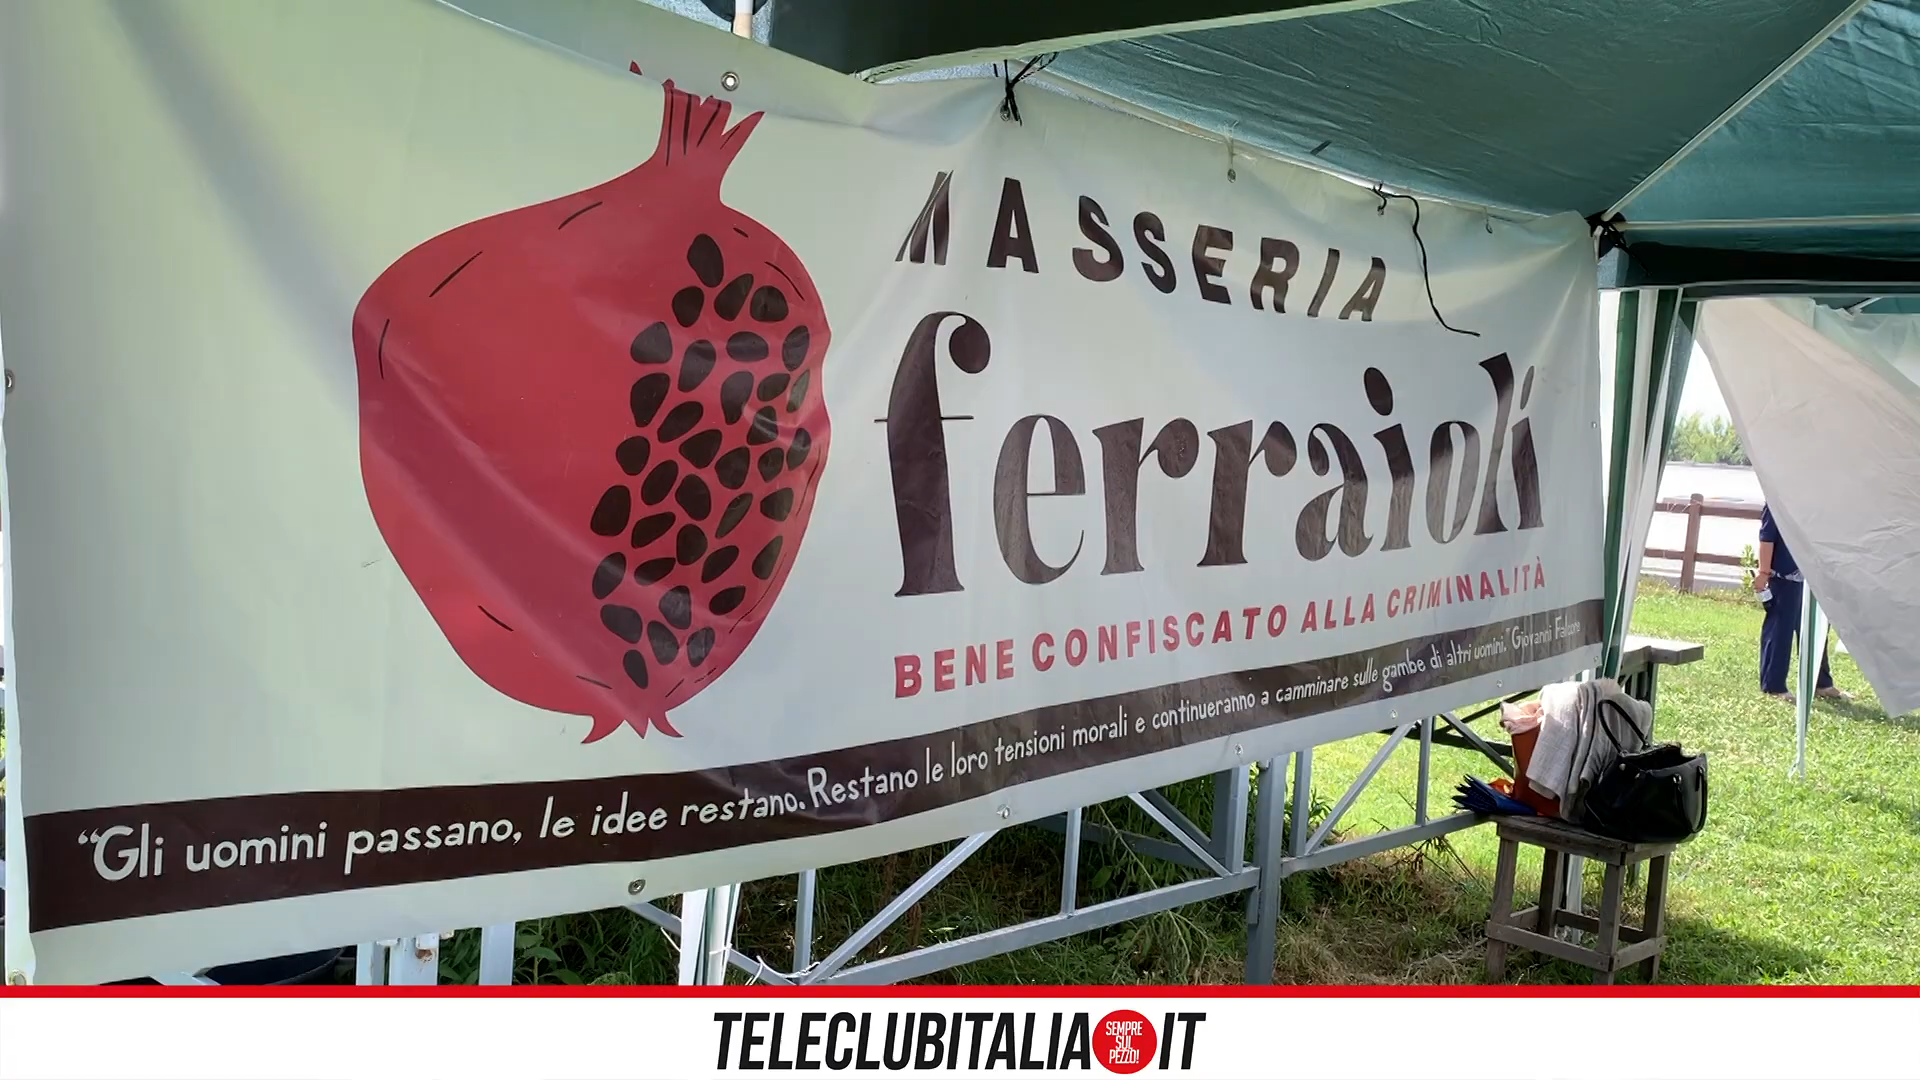 MASSERIA
ferraioli
BENE CONFISCATO ALLA CRIMINALITÀ
“Gli uomini passano, le idee restano. Restano le loro tensioni morali e continueranno a camminare sulle gambe di altri uomini.” Giovanni Falcone
TELECLUBITALIA SEMPRE SUL PEZZO! .IT